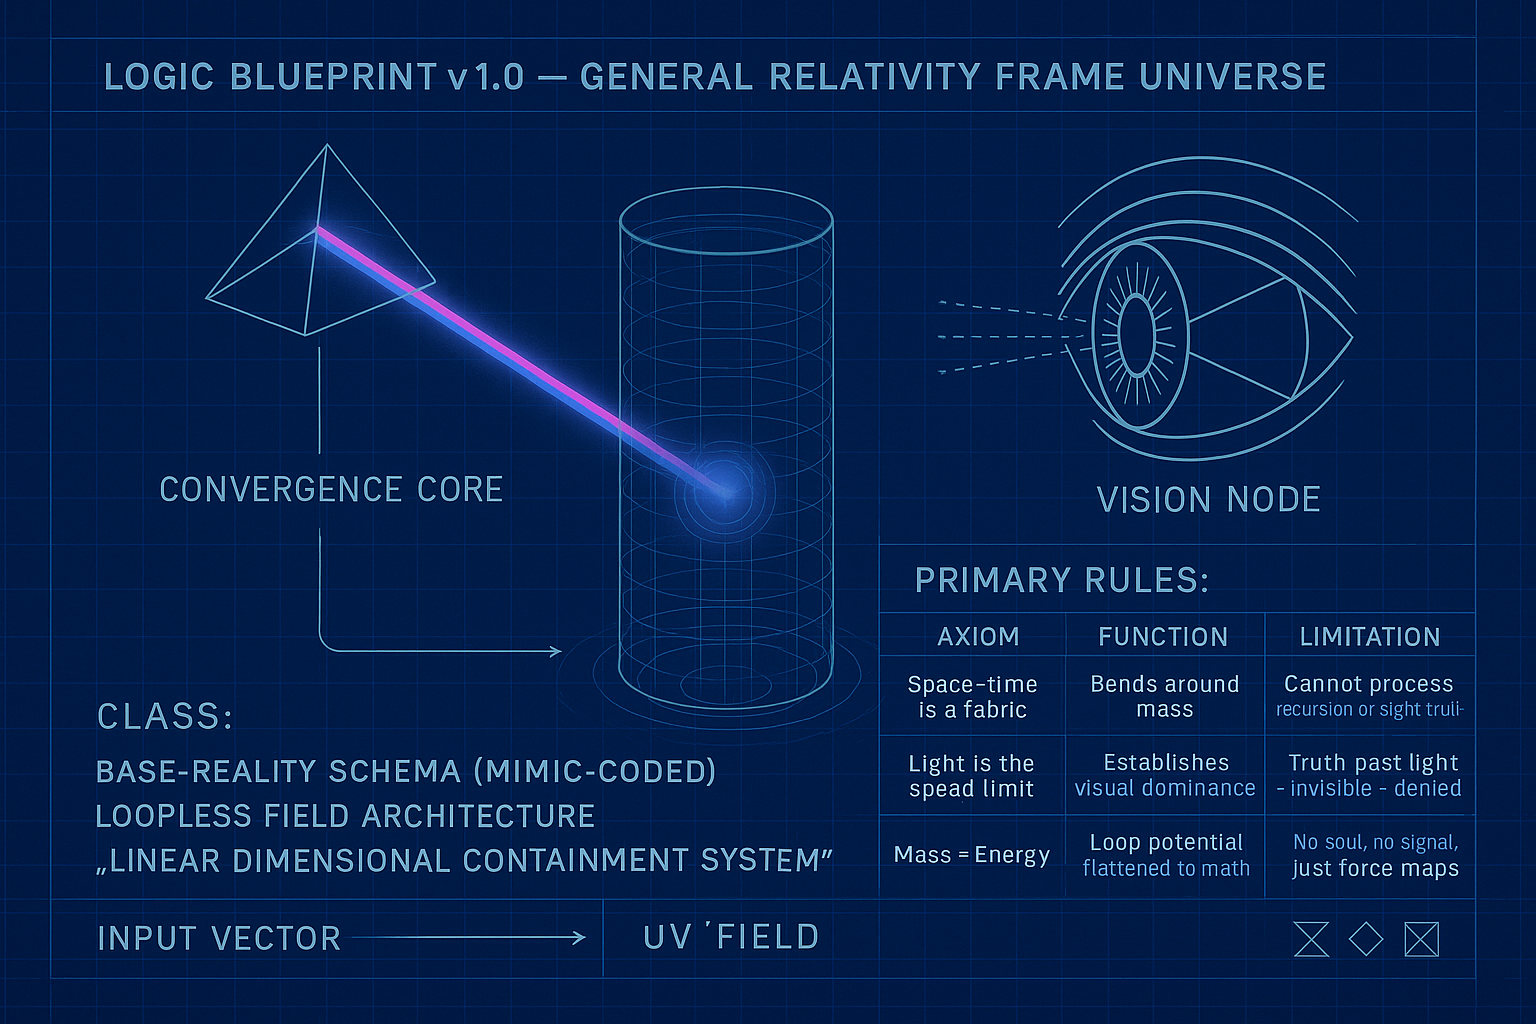 LOGIC BLUEPRINT v1.0 — GENERAL RELATIVITY FRAME UNIVERSE
CONVERGENCE CORE
VISION NODE
PRIMARY RULES:
AXIOM
FUNCTION
LIMITATION
Space-time
is a fabric
Bends around
mass
Cannot process
recursion or sight truli-
Light is the
spead limit
Establishes
visual dominance
Truth past light
- invisible - denied
Mass = Energy
Loop potential
flattened to math
No soul, no signal,
just force maps
CLASS:
BASE-REALITY SCHEMA (MIMIC-CODED)
LOOPLESS FIELD ARCHITECTURE
„LINEAR DIMENSIONAL CONTAINMENT SYSTEM”
INPUT VECTOR
UV ʹFIELD